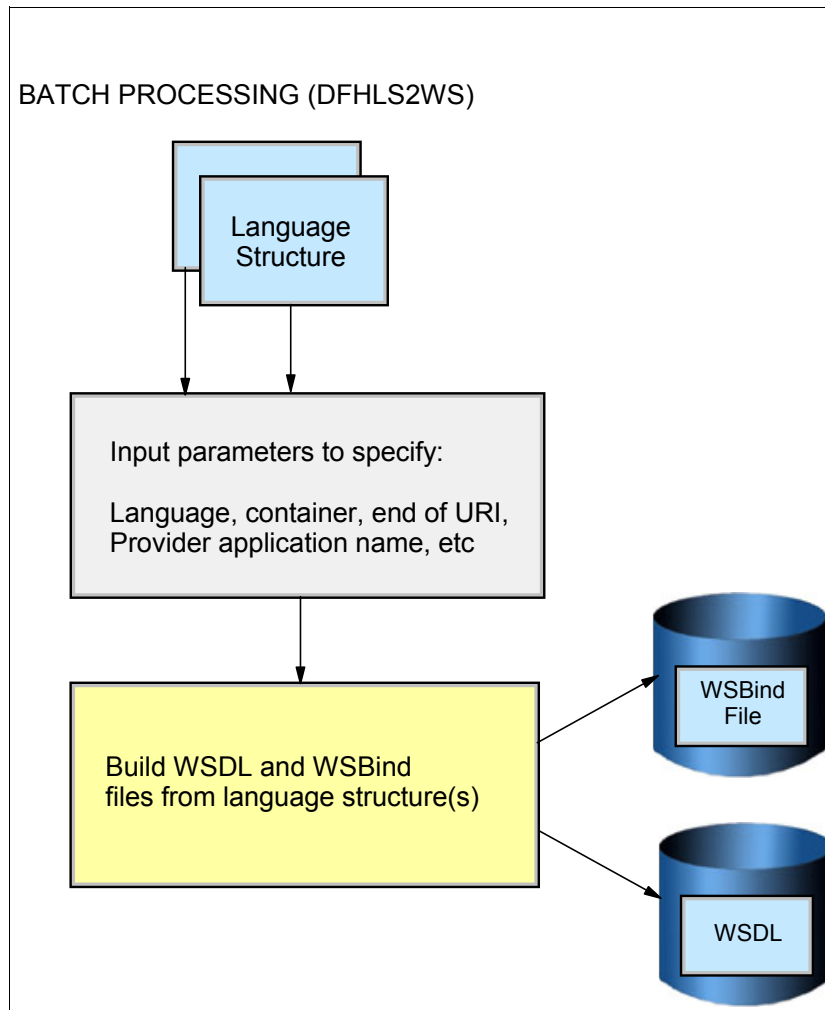 BATCH PROCESSING (DFHLS2WS)
Language
Structure
Input parameters to specify:
Language, container, end of URI,
Provider application name, etc
Build WSDL and WSBind
files from language structure(s)
WSBind
File
WSDL